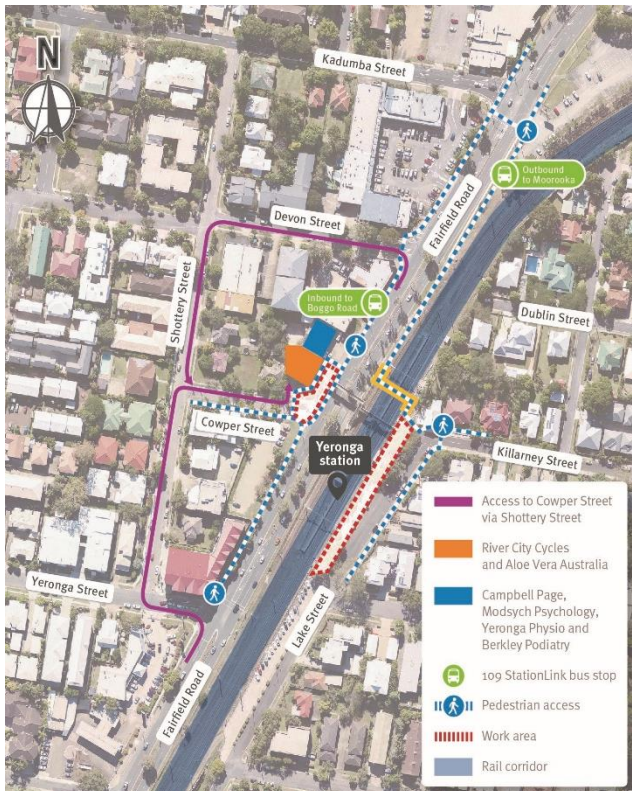 N
Kadumba Street
Outbound
to Moorooka
Fairfield Road
Devon Street
Shottery Street
Inbound to
Boggo Road
Dublin Street
Cowper Street
Yeronga
station
Killarney Street
Yeronga Street
Lake Street
Fairfield Road
Access to Cowper Street
via Shottery Street
River City Cycles
and Aloe Vera Australia
Campbell Page,
Modsych Psychology,
Yeronga Physio and
Berkley Podiatry
109 StationLink bus stop
Pedestrian access
Work area
Rail corridor